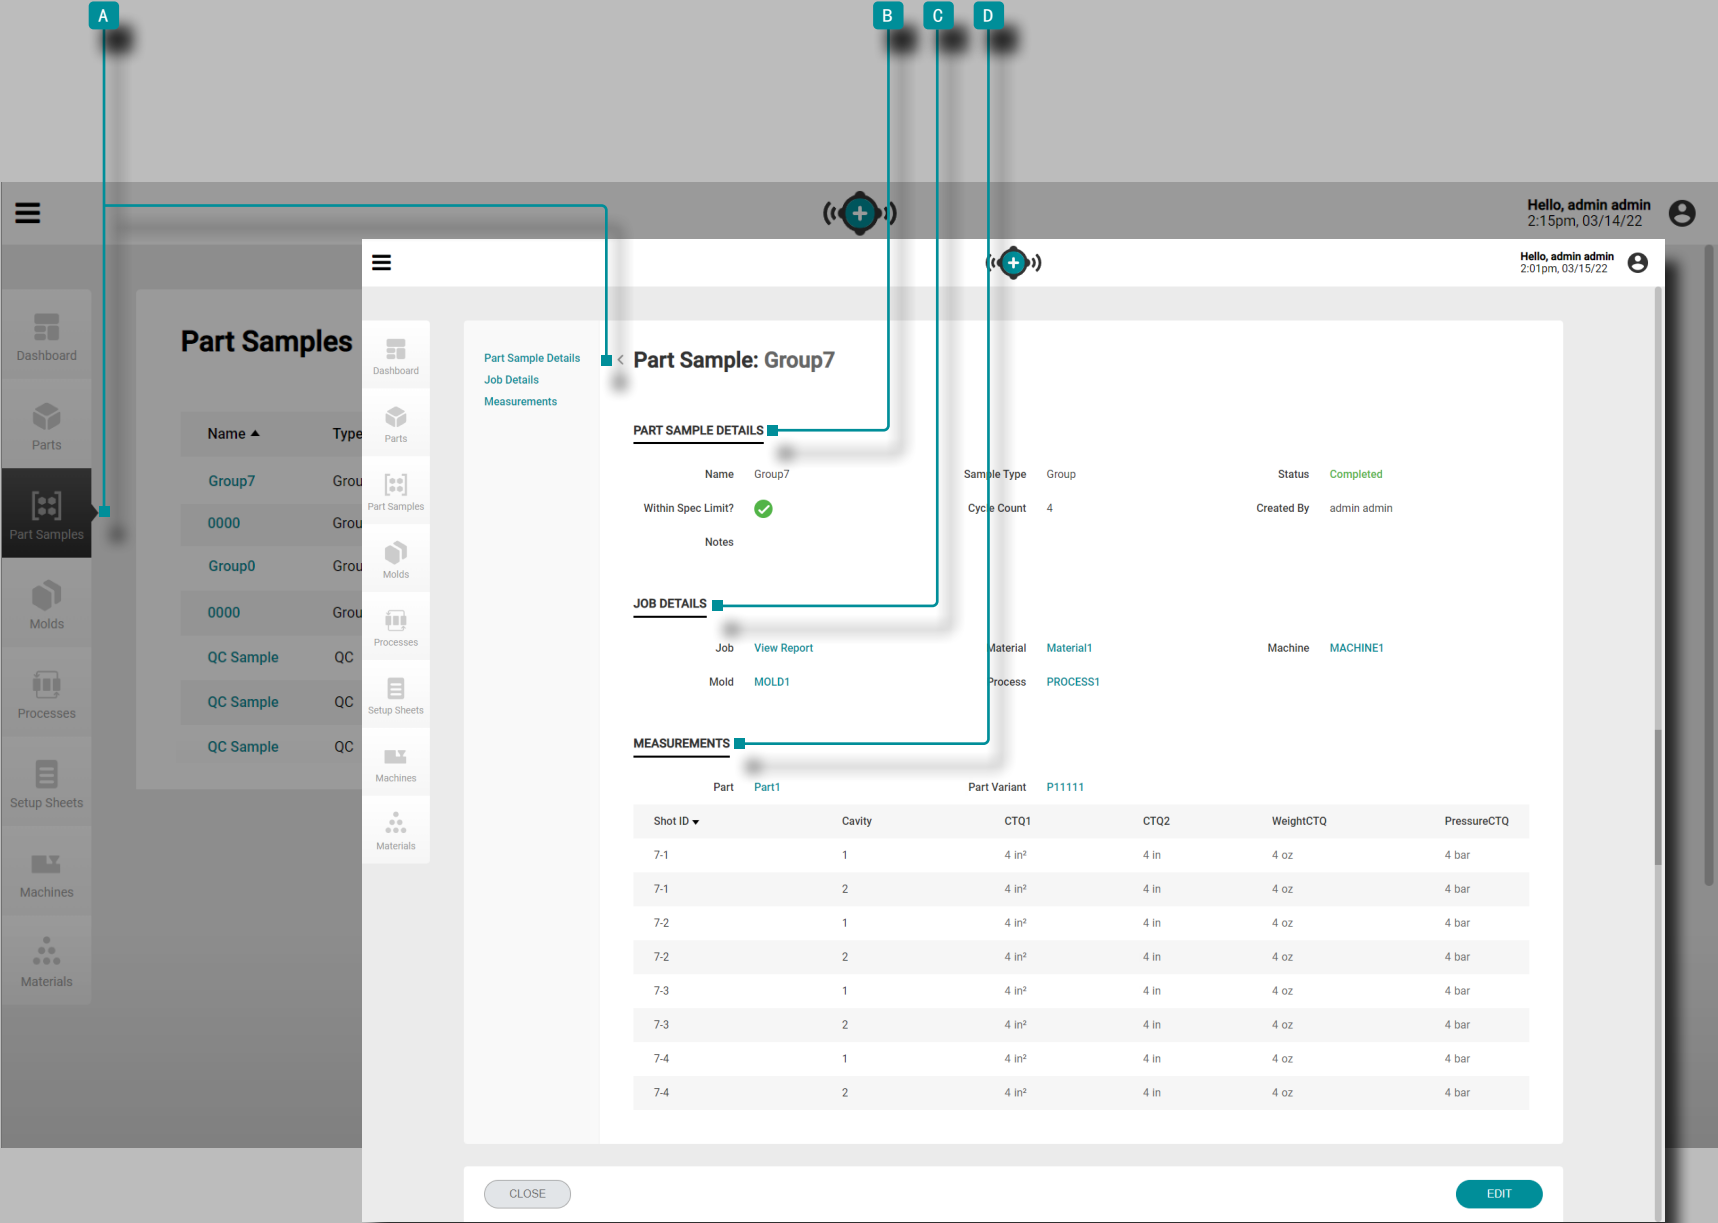 A
B
C
D
Hello, admin admin
2:15pm, 03/14/22
Dashboard
Parts
Part Samples
Molds
Processes
Setup Sheets
Machines
Materials
Part Samples
Name
Type
Group7
Grou
0000
Grou
Group0
Grou
0000
Grou
QC Sample
QC
QC Sample
QC
QC Sample
QC
Hello, admin admin
2:01pm, 03/15/22
Dashboard
Parts
Part Samples
Molds
Processes
Setup Sheets
Machines
Materials
Part Sample Details
Job Details
Measurements
< Part Sample: Group7
PART SAMPLE DETAILS
Name Group7 Sample Type Group Status Completed
Within Spec Limit? Cycle Count 4 Created By admin admin
Notes
JOB DETAILS
Job View Report Material Material1 Machine MACHINE1
Mold MOLD1 Process PROCESS1
MEASUREMENTS
Part Part1 Part Variant P11111
Shot ID Cavity CTQ1 CTQ2 WeightCTQ PressureCTQ
7-1 1 4 in² 4 in 4 oz 4 bar
7-1 2 4 in² 4 in 4 oz 4 bar
7-2 1 4 in² 4 in 4 oz 4 bar
7-2 2 4 in² 4 in 4 oz 4 bar
7-3 1 4 in² 4 in 4 oz 4 bar
7-3 2 4 in² 4 in 4 oz 4 bar
7-4 1 4 in² 4 in 4 oz 4 bar
7-4 2 4 in² 4 in 4 oz 4 bar
CLOSE
EDIT